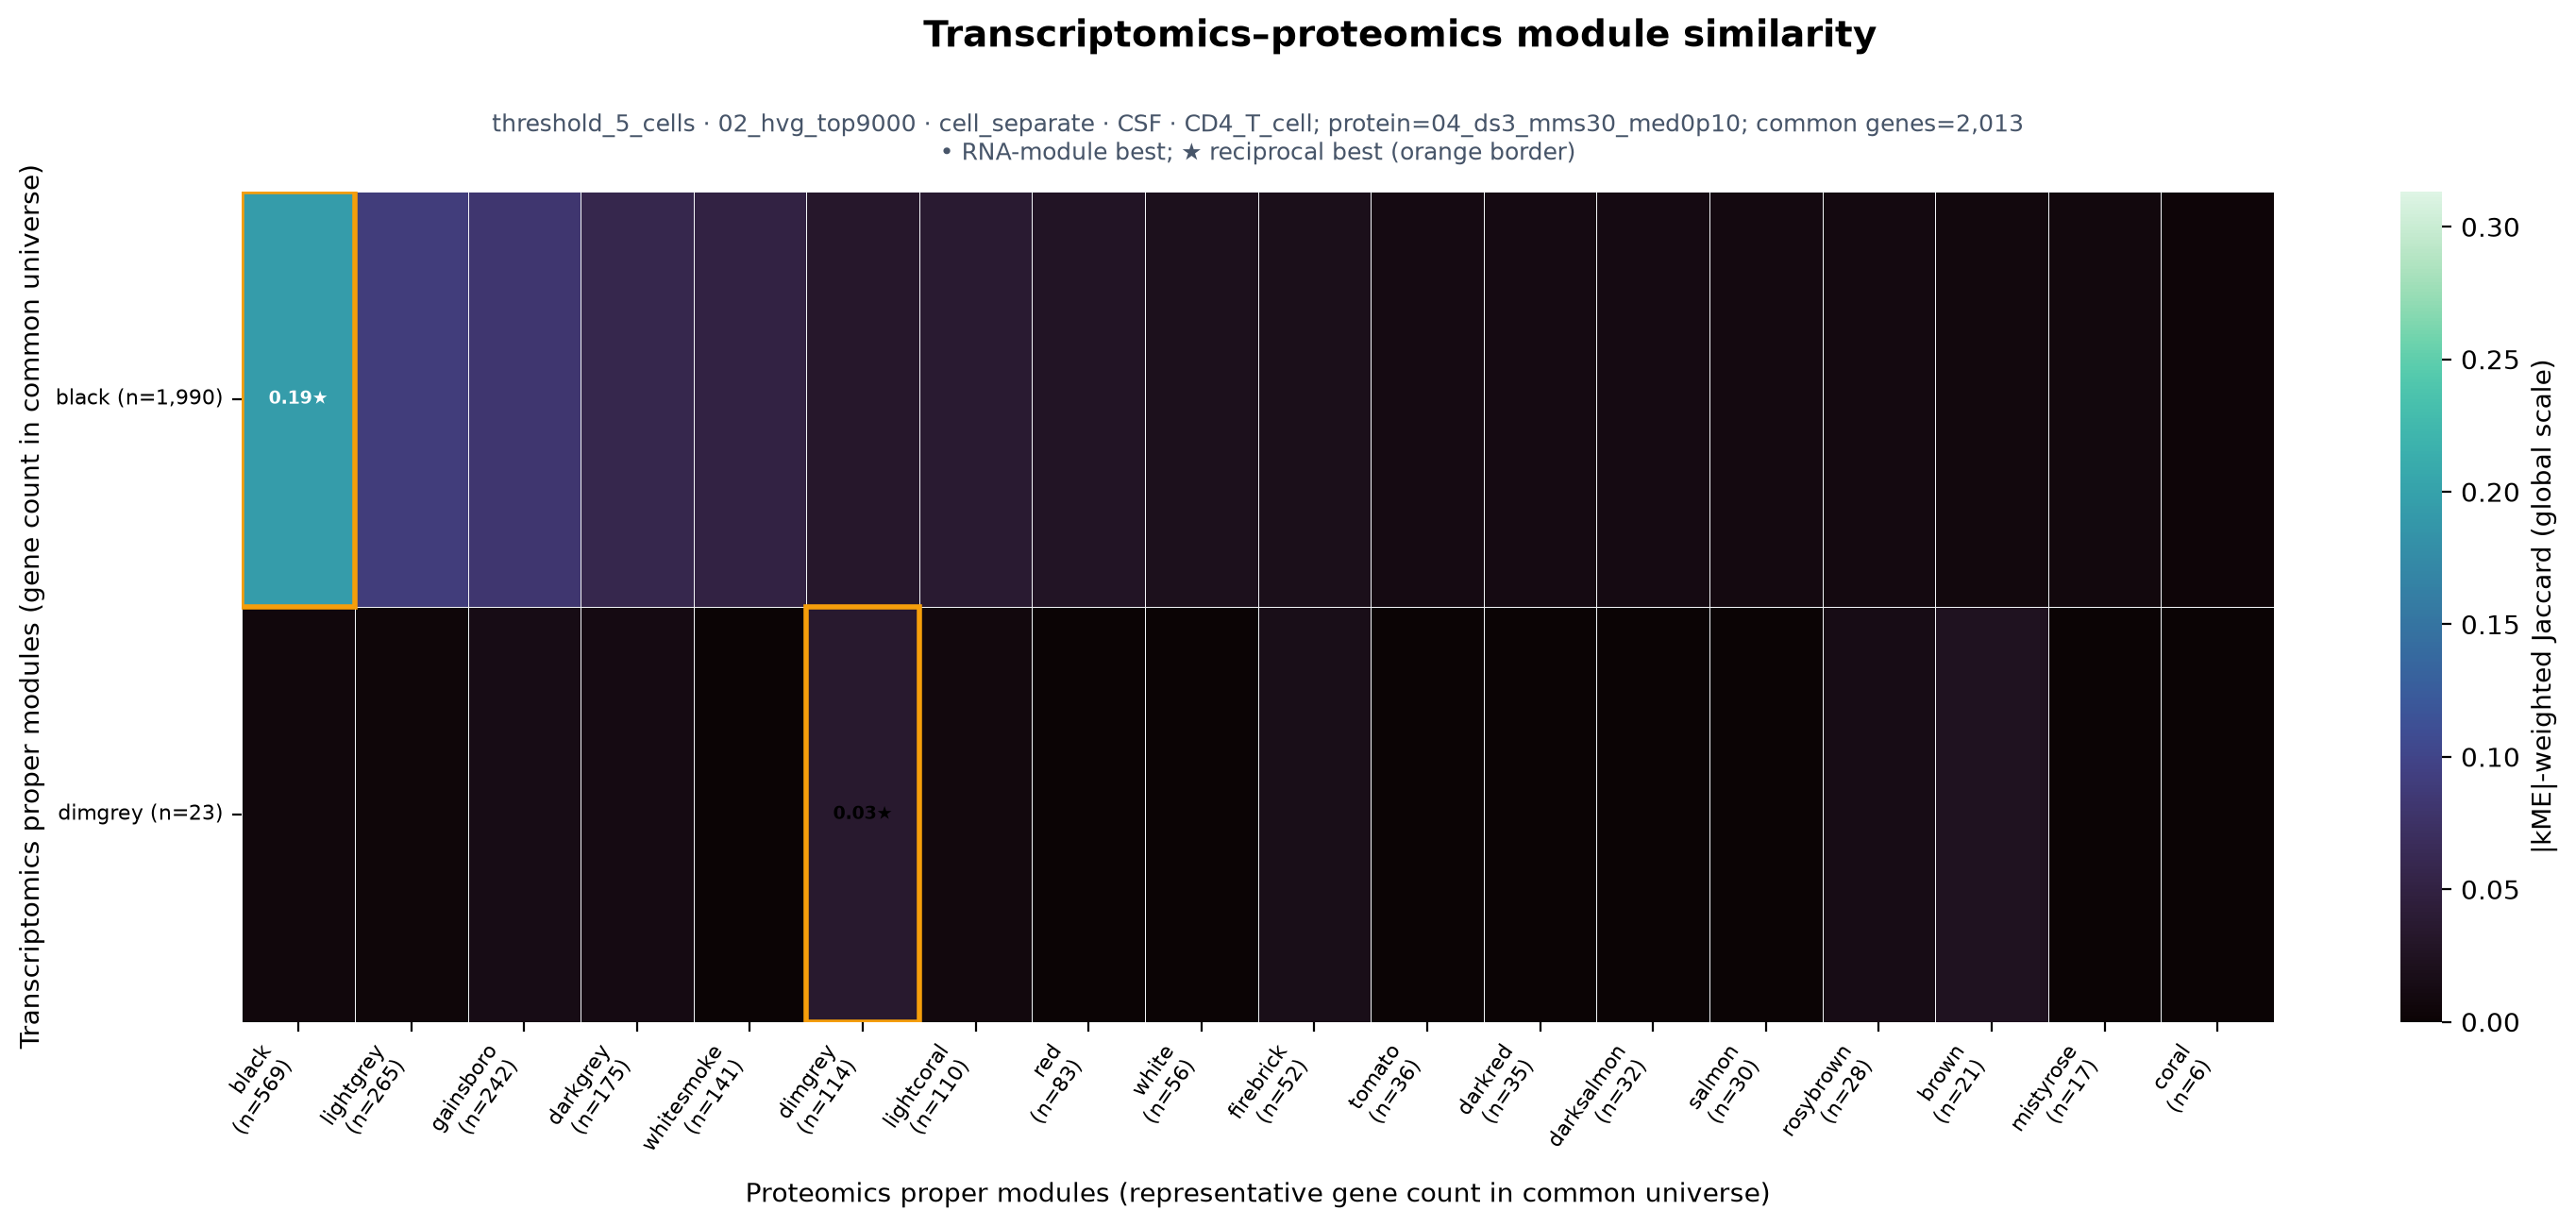 Transcriptomics–proteomics module similarity
threshold_5_cells · 02_hvg_top9000 · cell_separate · CSF · CD4_T_cell; protein=04_ds3_mms30_med0p10; common genes=2,013
• RNA-module best; ★ reciprocal best (orange border)
Transcriptomics proper modules (gene count in common universe)
black (n=1,990)
dimgrey (n=23)
0.19★
0.03★
black
(n=569)
lightgrey
(n=265)
gainsboro
(n=242)
darkgrey
(n=175)
whitesmoke
(n=141)
dimgrey
(n=114)
lightcoral
(n=110)
red
(n=83)
white
(n=56)
firebrick
(n=52)
tomato
(n=36)
darkred
(n=35)
darksalmon
(n=32)
salmon
(n=30)
rosybrown
(n=28)
brown
(n=21)
mistyrose
(n=17)
coral
(n=6)
Proteomics proper modules (representative gene count in common universe)
0.30
0.25
0.20
0.15
0.10
0.05
0.00
|kME|-weighted Jaccard (global scale)